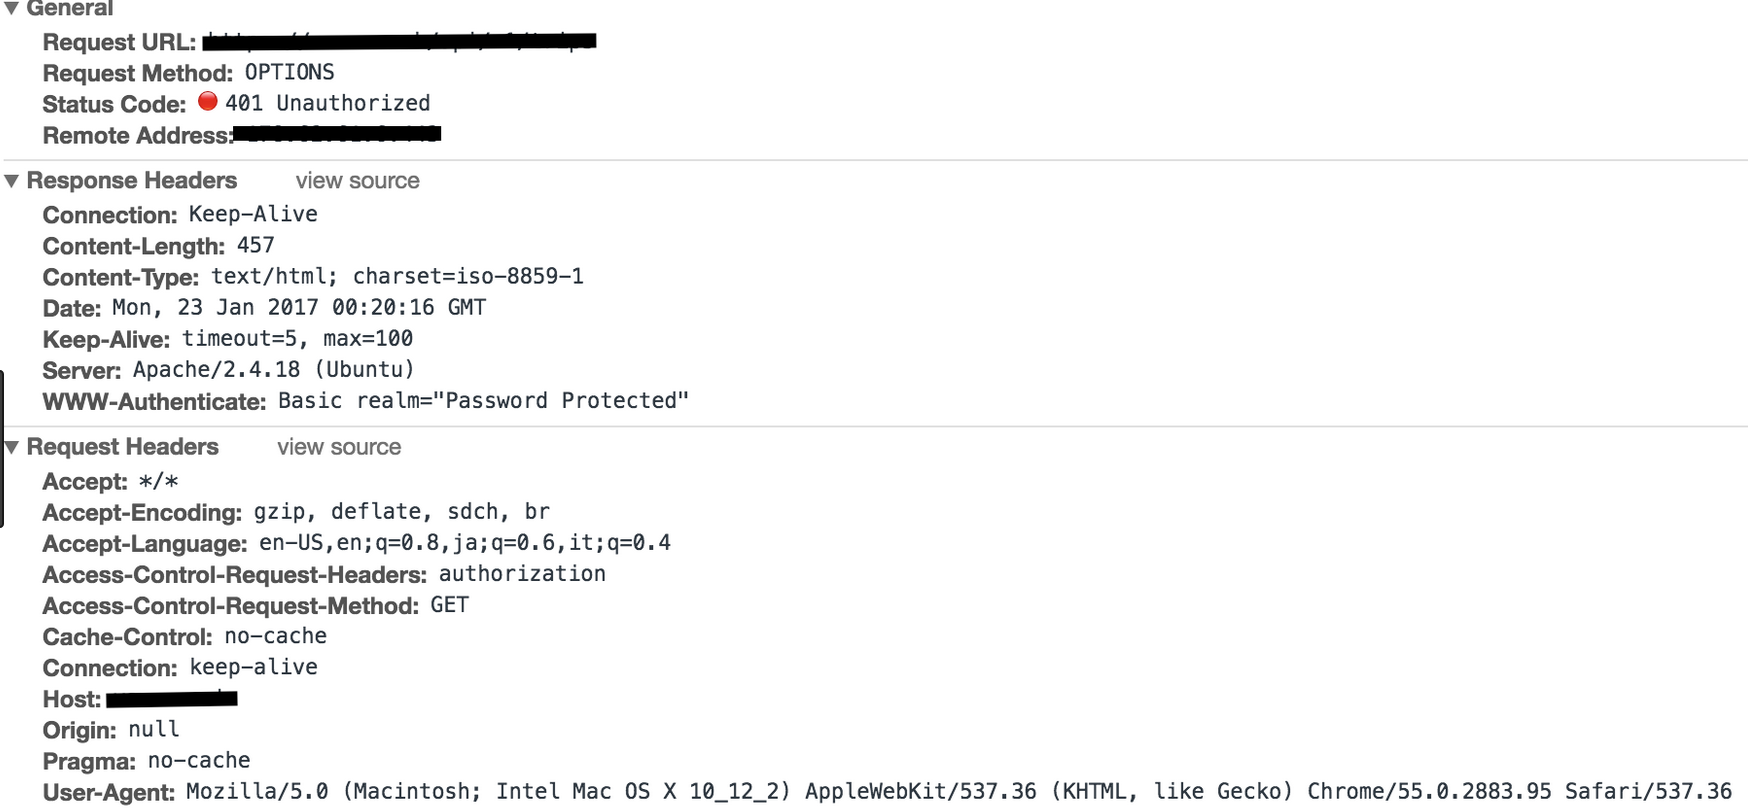 General
Request URL:
Request Method: OPTIONS
Status Code: 401 Unauthorized
Remote Address:
Response Headers view source
Connection: Keep-Alive
Content-Length: 457
Content-Type: text/html; charset=iso-8859-1
Date: Mon, 23 Jan 2017 00:20:16 GMT
Keep-Alive: timeout=5, max=100
Server: Apache/2.4.18 (Ubuntu)
WWW-Authenticate: Basic realm="Password Protected"
Request Headers view source
Accept: */*
Accept-Encoding: gzip, deflate, sdch, br
Accept-Language: en-US,en;q=0.8,ja;q=0.6,it;q=0.4
Access-Control-Request-Headers: authorization
Access-Control-Request-Method: GET
Cache-Control: no-cache
Connection: keep-alive
Host:
Origin: null
Pragma: no-cache
User-Agent: Mozilla/5.0 (Macintosh; Intel Mac OS X 10_12_2) AppleWebKit/537.36 (KHTML, like Gecko) Chrome/55.0.2883.95 Safari/537.36